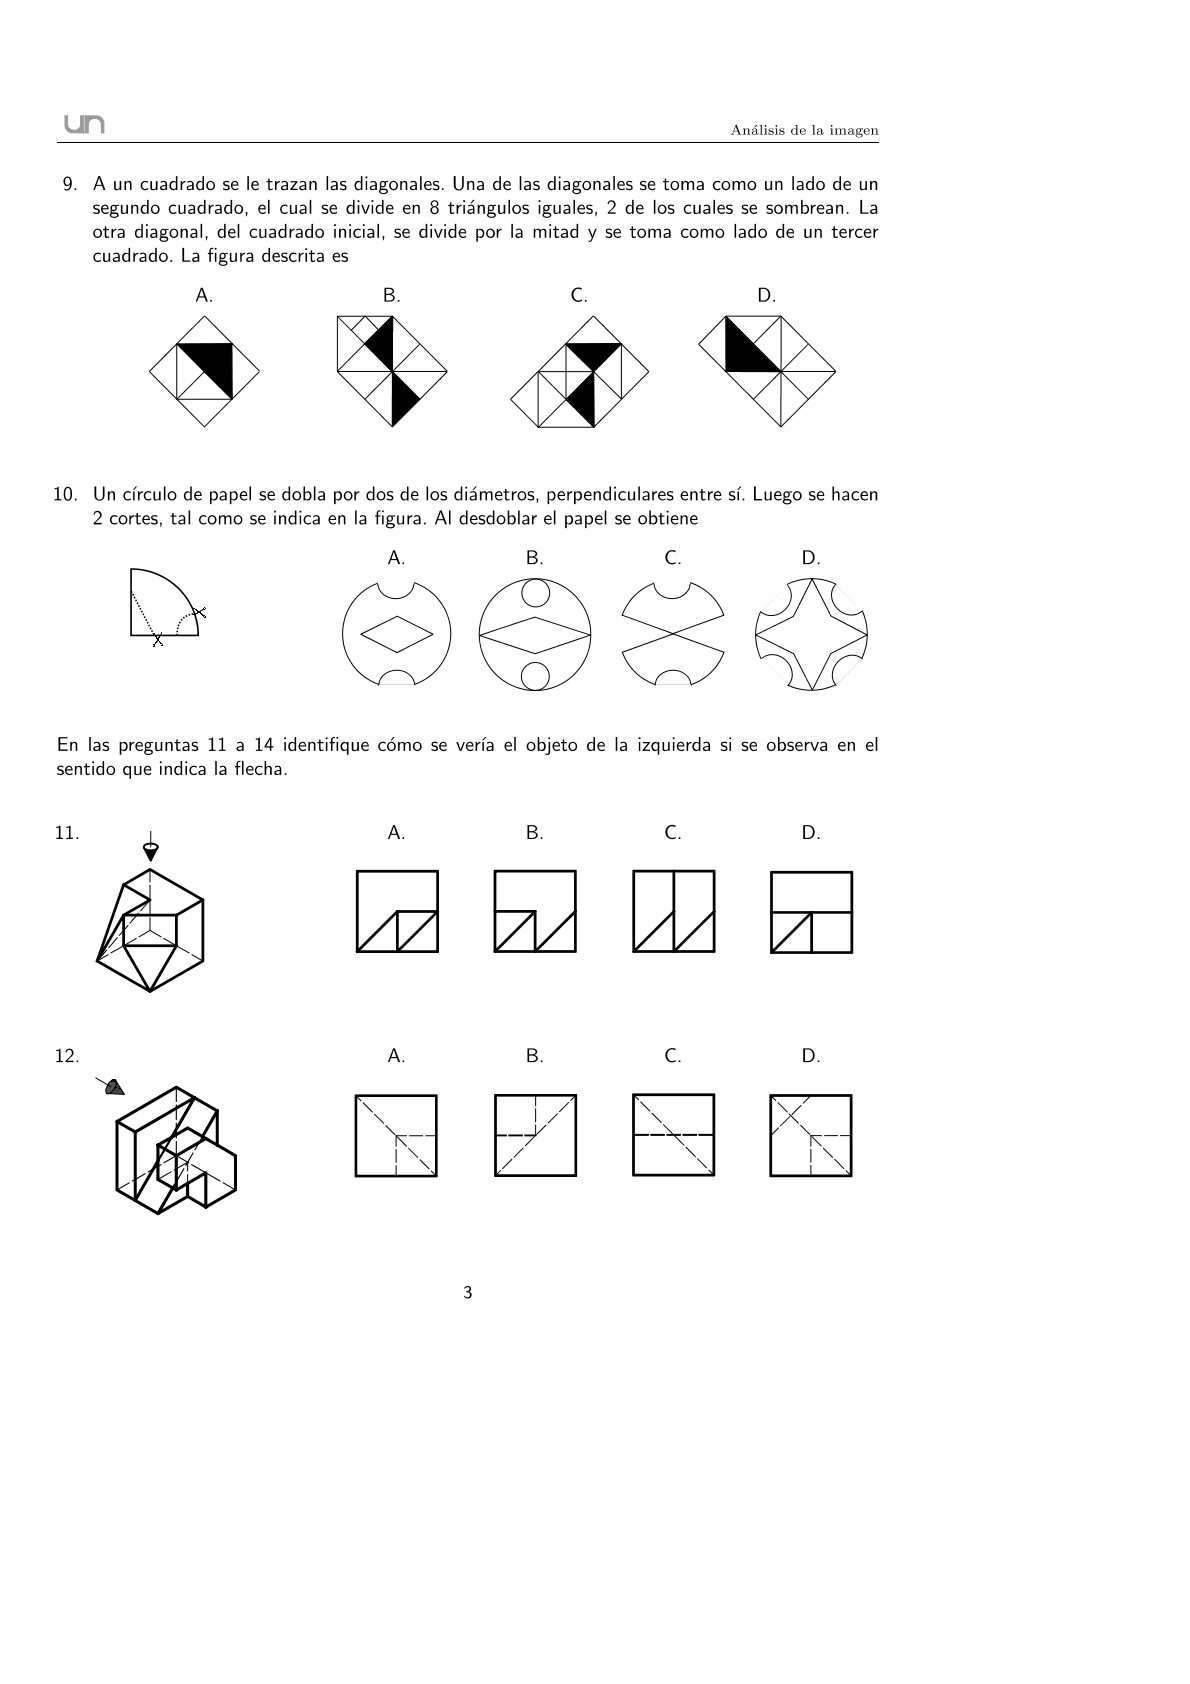 un
Análisis de la imagen
9. A un cuadrado se le trazan las diagonales. Una de las diagonales se toma como un lado de un
segundo cuadrado, el cual se divide en 8 triángulos iguales, 2 de los cuales se sombrean. La
otra diagonal, del cuadrado inicial, se divide por la mitad y se toma como lado de un tercer
cuadrado. La figura descrita es
A. B. C. D.
10. Un círculo de papel se dobla por dos de los diámetros, perpendiculares entre sí. Luego se hacen
2 cortes, tal como se indica en la figura. Al desdoblar el papel se obtiene
A. B. C. D.
En las preguntas 11 a 14 identifique cómo se vería el objeto de la izquierda si se observa en el
sentido que indica la flecha.
11. A. B. C. D.
12. A. B. C. D.
3